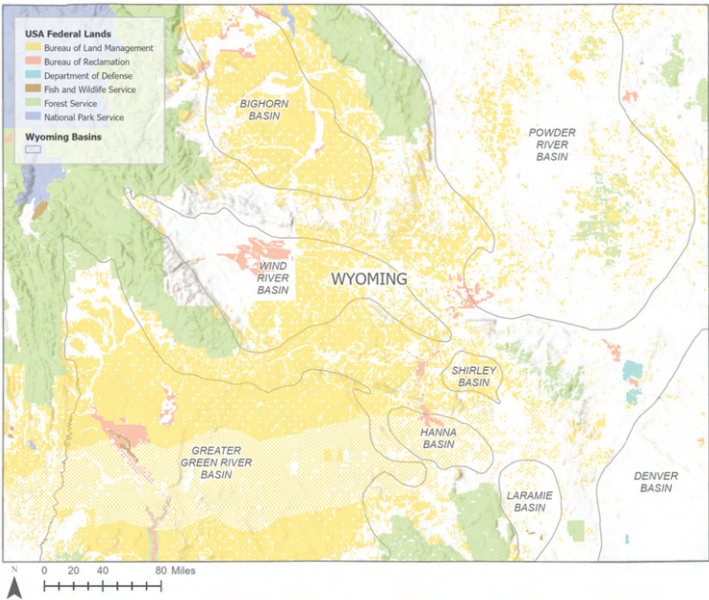 USA Federal Lands
Bureau of Land Management
Bureau of Reclamation
Department of Defense
Fish and Wildlife Service
Forest Service
National Park Service
Wyoming Basins
BIGHORN
BASIN
POWDER
RIVER
BASIN
WIND
RIVER
BASIN
WYOMING
SHIRLEY
BASIN
HANNA
BASIN
GREATER
GREEN RIVER
BASIN
LARAMIE
BASIN
DENVER
BASIN
N
0 20 40 80 Miles